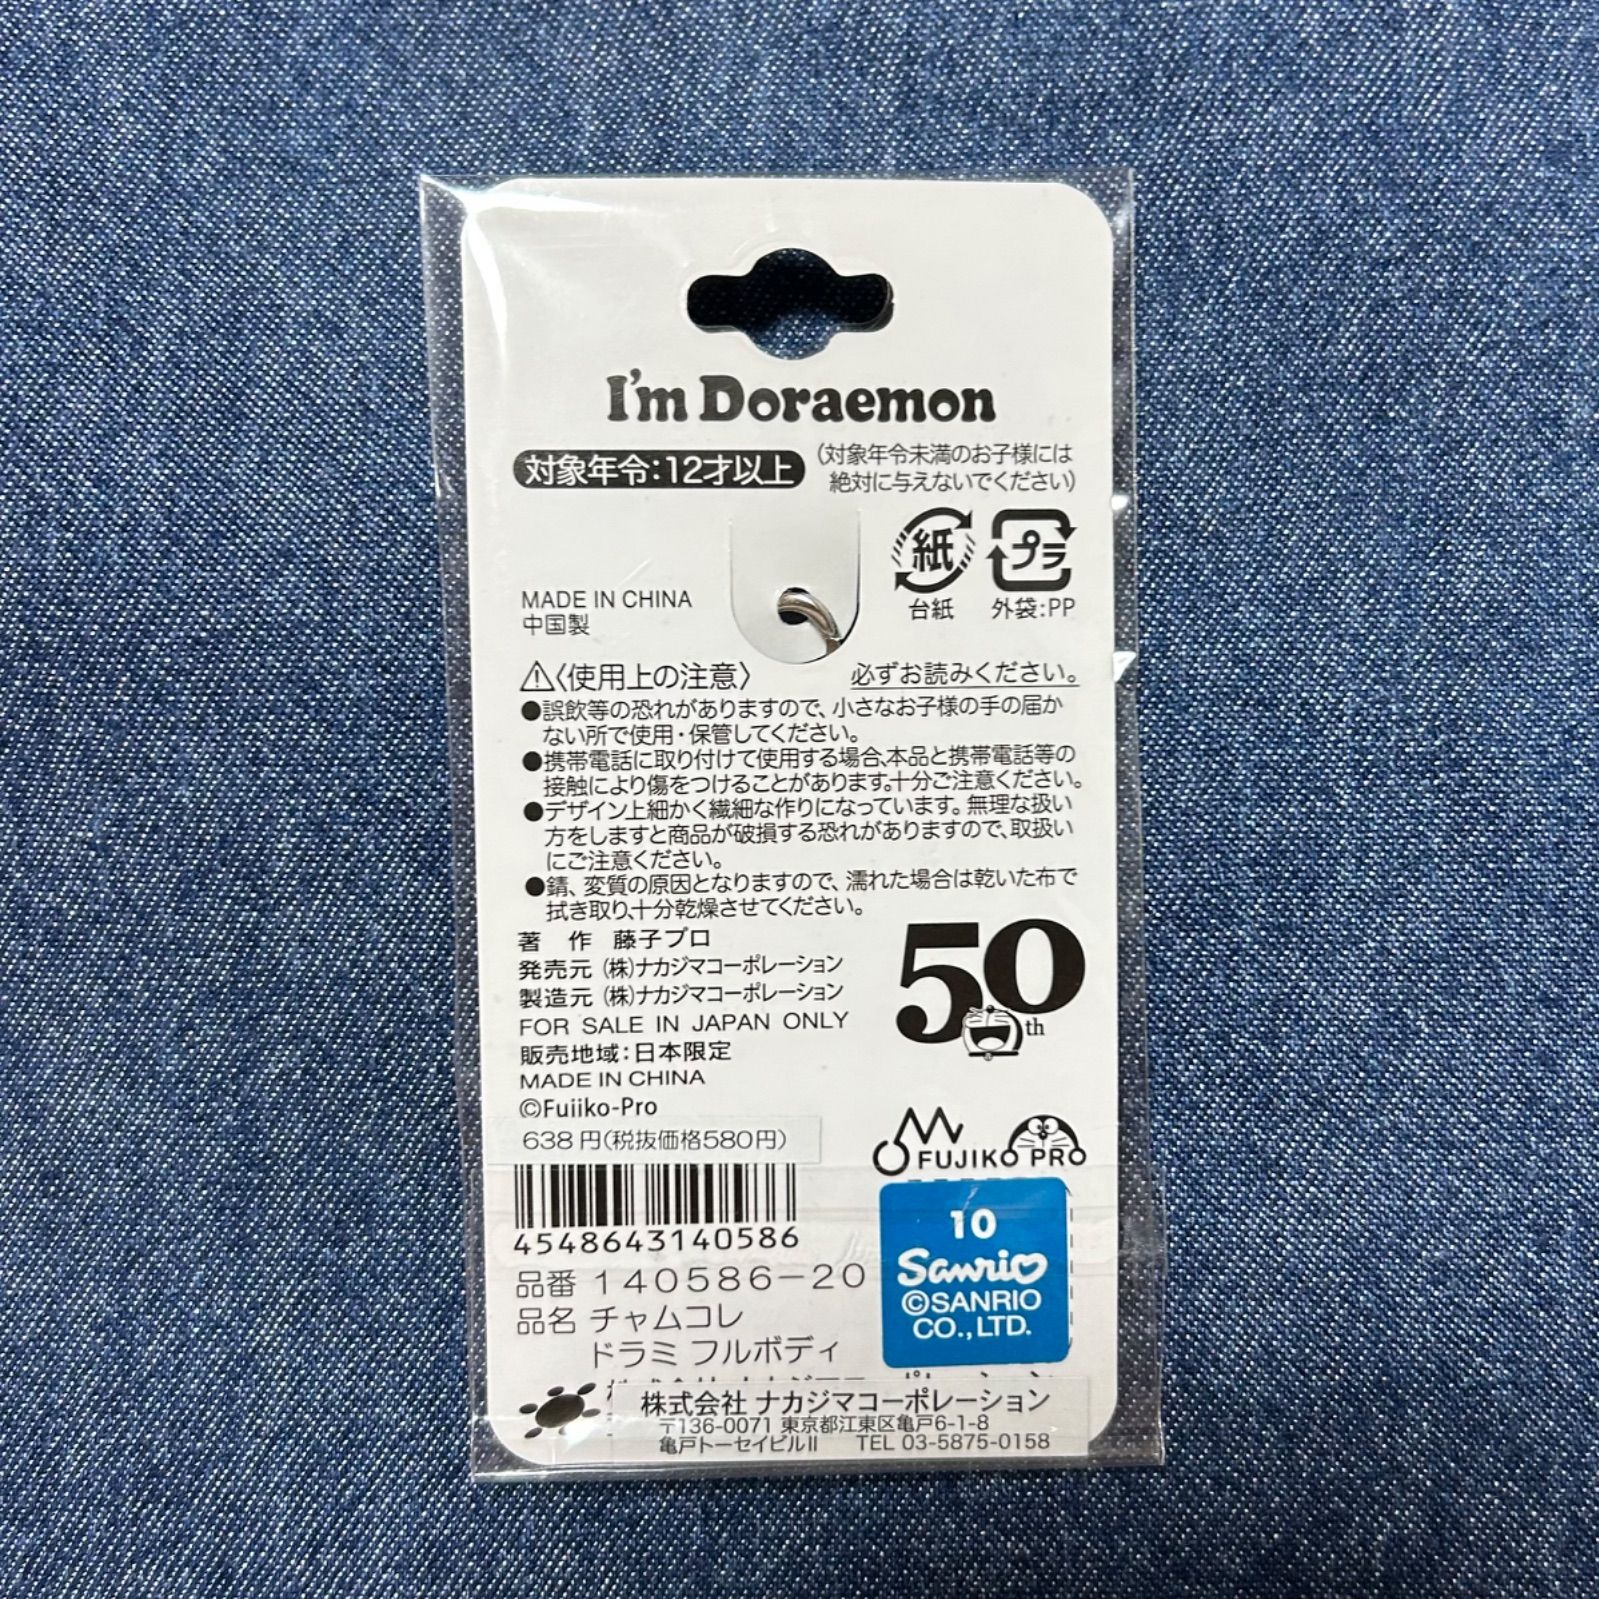 I'm Doraemon
対象年令:12才以上
(対象年令未満のお子様には
絶対に与えないでください)
紙
プラ
台紙
外袋:PP
MADE IN CHINA
中国製
〈使用上の注意〉
必ずお読みください。
●誤飲等の恐れがありますので、小さなお子様の手の届か
ない所で使用・保管してください。
●携帯電話に取り付けて使用する場合、本品と携帯電話等の
接触により傷をつけることがあります。十分ご注意ください。
●デザイン上細かく繊細な作りになっています。無理な扱い
方をしますと商品が破損する恐れがありますので、取扱い
にご注意ください。
●錆、変質の原因となりますので、濡れた場合は乾いた布で
拭き取り、十分乾燥させてください。
著 作 藤子プロ
発売元 (株)ナカジマコーポレーション
製造元 (株)ナカジマコーポレーション
FOR SALE IN JAPAN ONLY
販売地域:日本限定
MADE IN CHINA
©Fujiko-Pro
50th
638円(税抜価格580円)
FUJIKO PRO
4548643140586
10
Sanrio
©SANRIO
CO.,LTD.
品番 140586-20
品名 チャムコレ
ドラミ フルボディ
株式会社 ナカジマコーポレーション
〒136-0071 東京都江東区亀戸6-1-8
亀戸トーセイビルII TEL 03-5875-0158